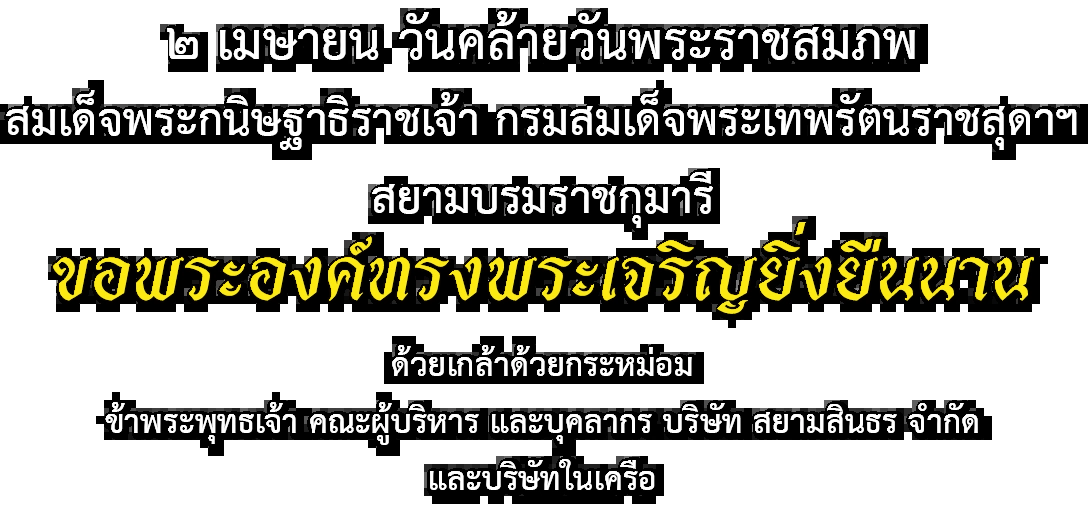 ๒ เมษายน วันคล้ายวันพระราชสมภพ
สมเด็จพระกนิษฐาธิราชเจ้า กรมสมเด็จพระเทพรัตนราชสุดาฯ
สยามบรมราชกุมารี
ขอพระองค์ทรงพระเจริญยิ่งยืนนาน
ด้วยเกล้าด้วยกระหม่อม
ข้าพระพุทธเจ้า คณะผู้บริหาร และบุคลากร บริษัท สยามสินธร จำกัด
และบริษัทในเครือ